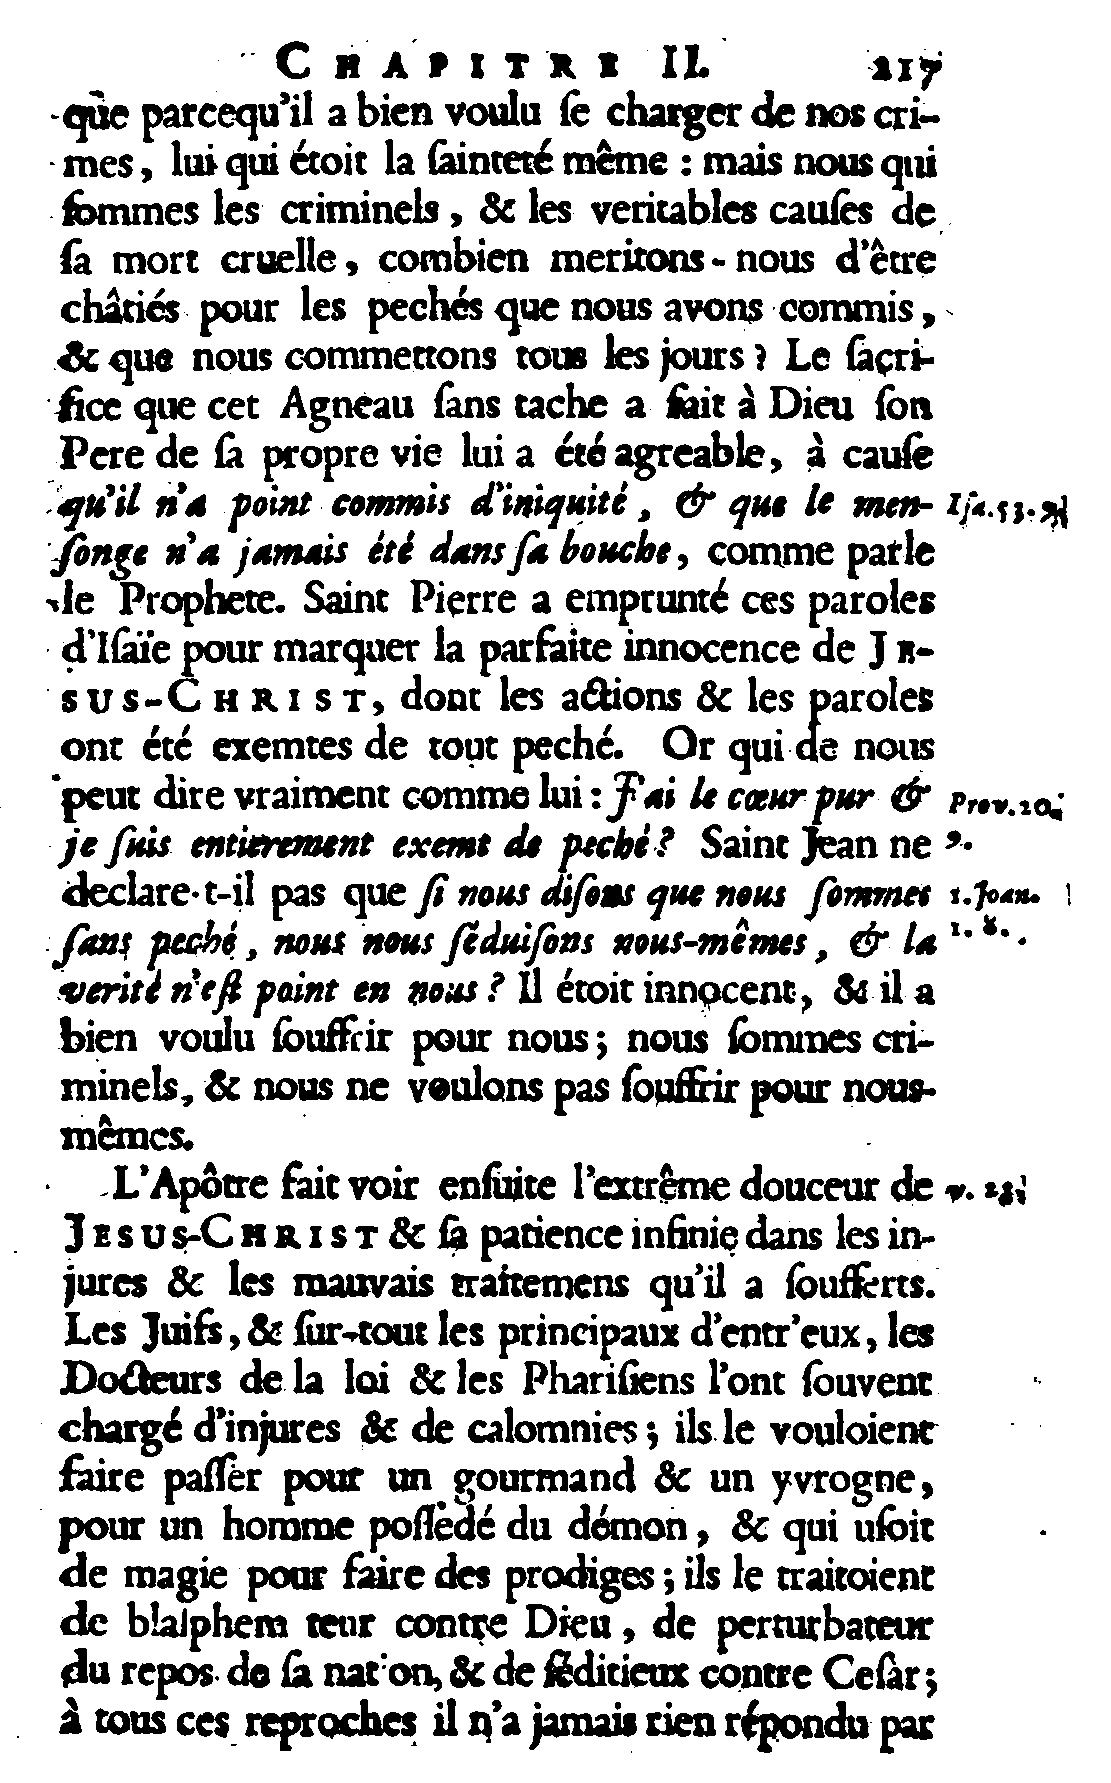 CHAPITRE II. 217
que parcequ'il a bien voulu ſe charger de nos cri-
mes, lui qui étoit la ſainteté même : mais nous qui
ſommes les criminels, & les veritables cauſes de
ſa mort cruelle, combien meritons-nous d'être
châtiés pour les pechés que nous avons commis,
& que nous commettons tous les jours ? Le ſacri-
fice que cet Agneau ſans tache a fait à Dieu ſon
Pere de ſa propre vie lui a été agreable, à cauſe
qu'il n'a point commis d'iniquité, & que le men- Iſa. 53. 9.
ſonge n'a jamais été dans ſa bouche, comme parle
le Prophete. Saint Pierre a emprunté ces paroles
d'Iſaïe pour marquer la parfaite innocence de JE-
SUS-CHRIST, dont les actions & les paroles
ont été exemtes de tout peché. Or qui de nous
peut dire vraiment comme lui : J'ai le cœur pur & Prov. 20.
je ſuis entierement exemt de peché ? Saint Jean ne 9.
declare-t-il pas que ſi nous diſons que nous ſommes 1. Joan.
ſans peché, nous nous ſéduiſons nous-mêmes, & la 1. 8.
verité n'eſt point en nous ? Il étoit innocent, & il a
bien voulu ſouffrir pour nous ; nous ſommes cri-
minels, & nous ne voulons pas ſouffrir pour nous-
mêmes.
L'Apôtre fait voir enſuite l'extrême douceur de v. 23.
JESUS-CHRIST & ſa patience infinie dans les in-
jures & les mauvais traitemens qu'il a ſoufferts.
Les Juifs, & ſur-tout les principaux d'entr'eux, les
Docteurs de la loi & les Phariſiens l'ont ſouvent
chargé d'injures & de calomnies ; ils le vouloient
faire paſſer pour un gourmand & un yvrogne,
pour un homme poſſedé du démon, & qui uſoit
de magie pour faire des prodiges ; ils le traitoient
de blaſphemateur contre Dieu, de perturbateur
du repos de ſa nation, & de ſéditieux contre Ceſar ;
à tous ces reproches il n'a jamais rien répondu par